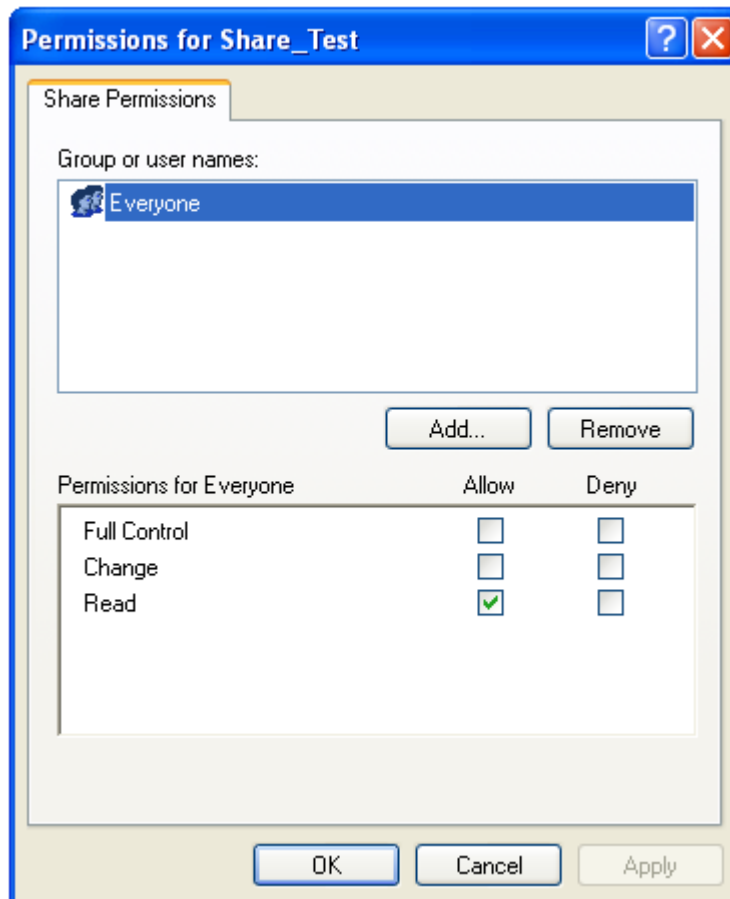 Permissions for Share_Test
Share Permissions
Group or user names:
Everyone
Add... Remove
Permissions for Everyone Allow Deny
Full Control
Change
Read
OK Cancel Apply